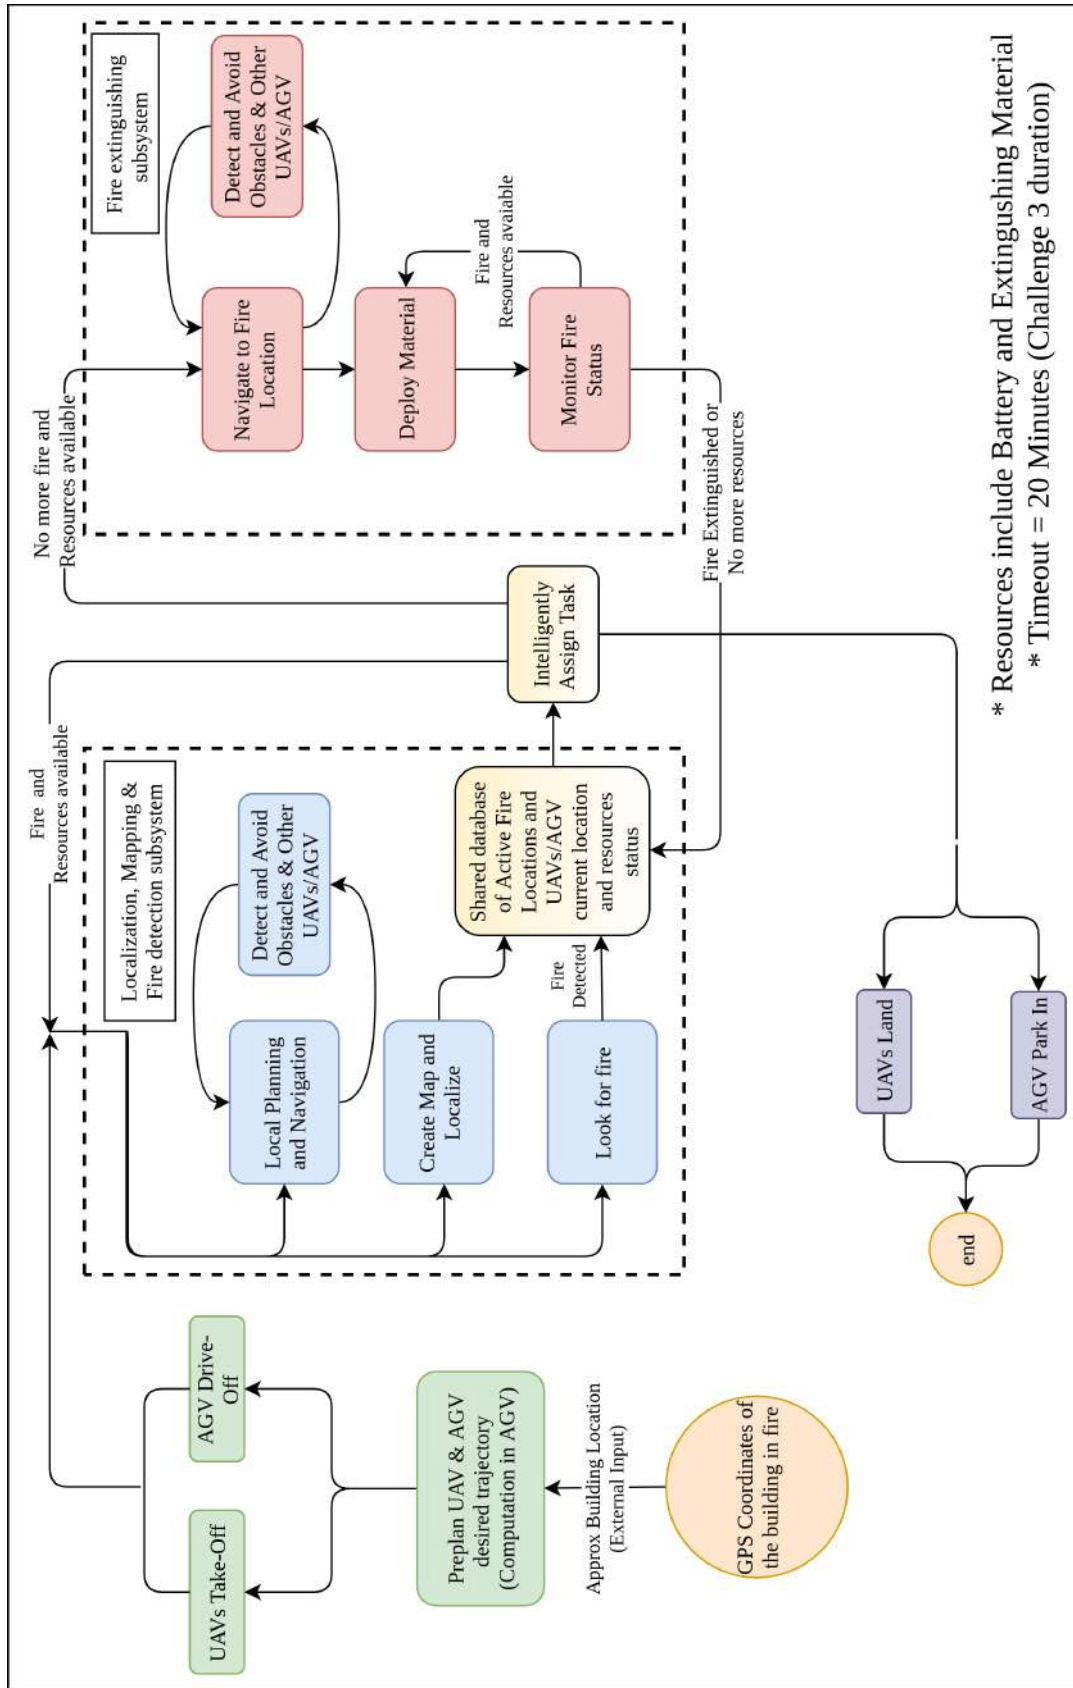 UAVs Take-Off
AGV Drive-
Off
Preplan UAV & AGV
desired trajectory
(Computation in AGV)
Approx Building Location
(External Input)
GPS Coordinates of
the building in fire
Fire and
Resources available
Localization, Mapping &
Fire detection subsystem
Local Planning
and Navigation
Detect and Avoid
Obstacles & Other
UAVs/AGV
Create Map and
Localize
Look for fire
Fire
Detected
Shared database
of Active Fire
Locations and
UAVs/AGV
current location
and resources
status
Intelligently
Assign Task
No more fire and
Resources available
Fire extinguishing
subsystem
Navigate to Fire
Location
Detect and Avoid
Obstacles & Other
UAVs/AGV
Deploy Material
Fire and
Resources avaiable
Monitor Fire
Status
Fire Extinguished or
No more resources
UAVs Land
AGV Park In
end
* Resources include Battery and Extingushing Material
* Timeout = 20 Minutes (Challenge 3 duration)